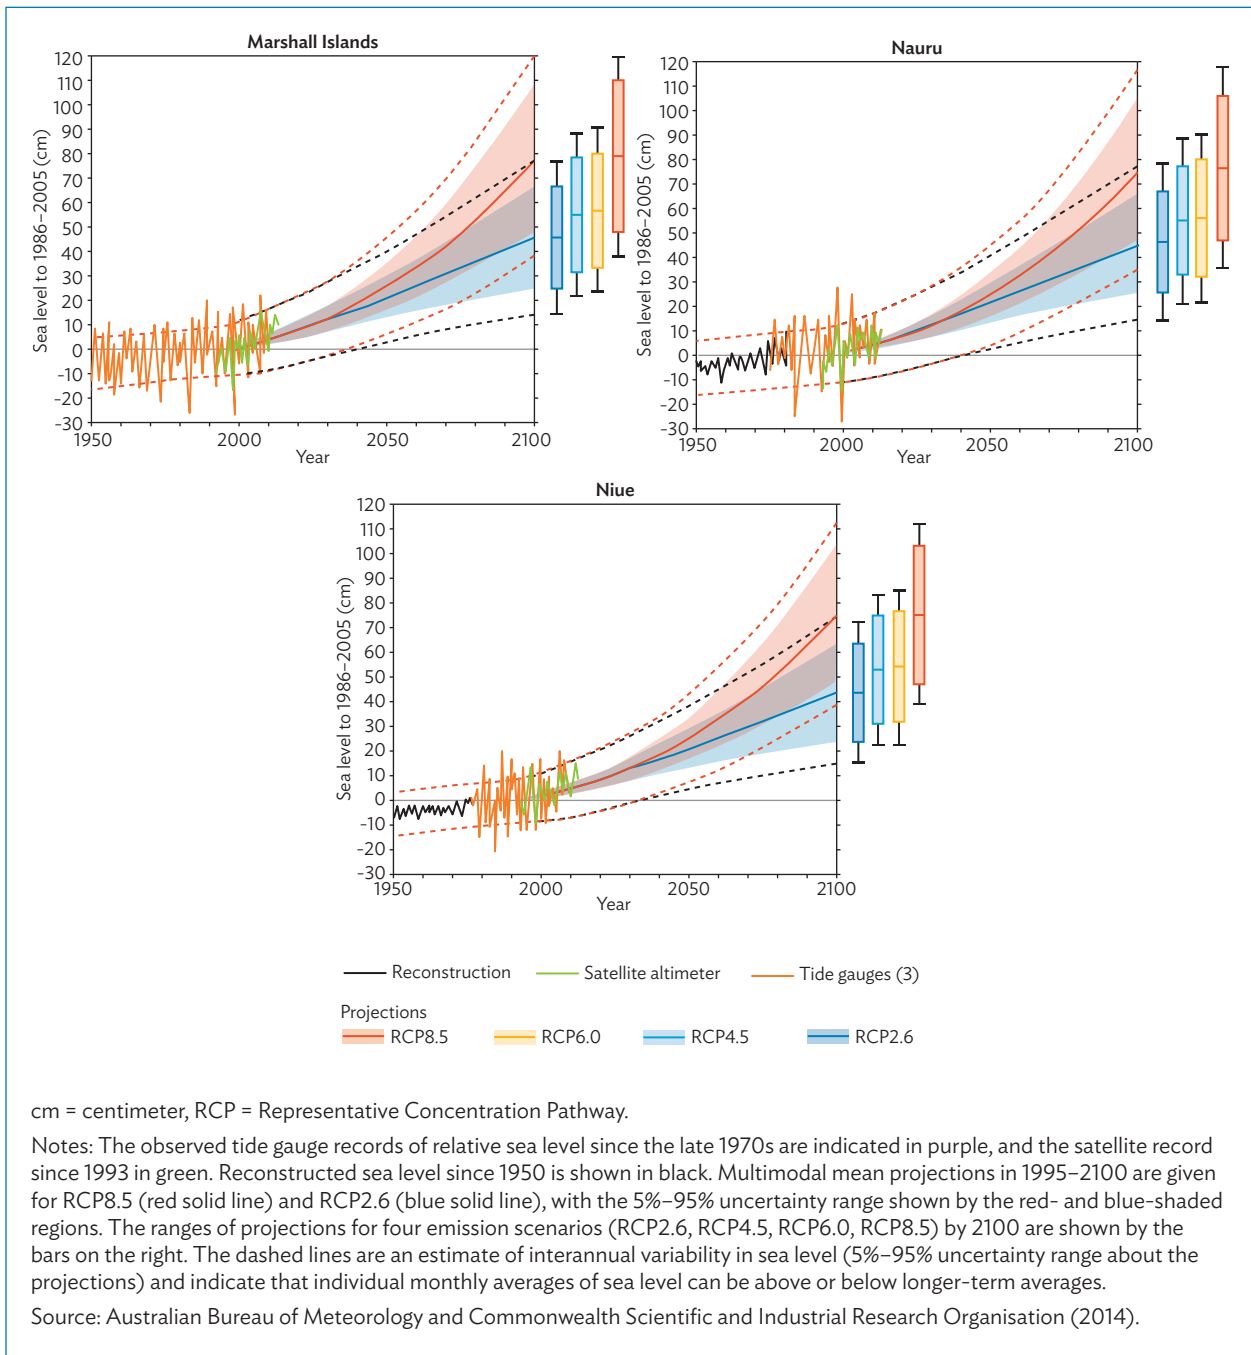 Marshall Islands
120
110
100
90
80
70
60
50
40
30
20
10
0
-10
-20
-30
Sea level to 1986–2005 (cm)
1950
2000
2050
2100
Year
Nauru
120
110
100
90
80
70
60
50
40
30
20
10
0
-10
-20
-30
Sea level to 1986–2005 (cm)
1950
2000
2050
2100
Year
Niue
120
110
100
90
80
70
60
50
40
30
20
10
0
-10
-20
-30
Sea level to 1986–2005 (cm)
1950
2000
2050
2100
Year
Reconstruction
Satellite altimeter
Tide gauges (3)
Projections
RCP8.5
RCP6.0
RCP4.5
RCP2.6
cm = centimeter, RCP = Representative Concentration Pathway.
Notes: The observed tide gauge records of relative sea level since the late 1970s are indicated in purple, and the satellite record
since 1993 in green. Reconstructed sea level since 1950 is shown in black. Multimodal mean projections in 1995–2100 are given
for RCP8.5 (red solid line) and RCP2.6 (blue solid line), with the 5%–95% uncertainty range shown by the red- and blue-shaded
regions. The ranges of projections for four emission scenarios (RCP2.6, RCP4.5, RCP6.0, RCP8.5) by 2100 are shown by the
bars on the right. The dashed lines are an estimate of interannual variability in sea level (5%–95% uncertainty range about the
projections) and indicate that individual monthly averages of sea level can be above or below longer-term averages.
Source: Australian Bureau of Meteorology and Commonwealth Scientific and Industrial Research Organisation (2014).